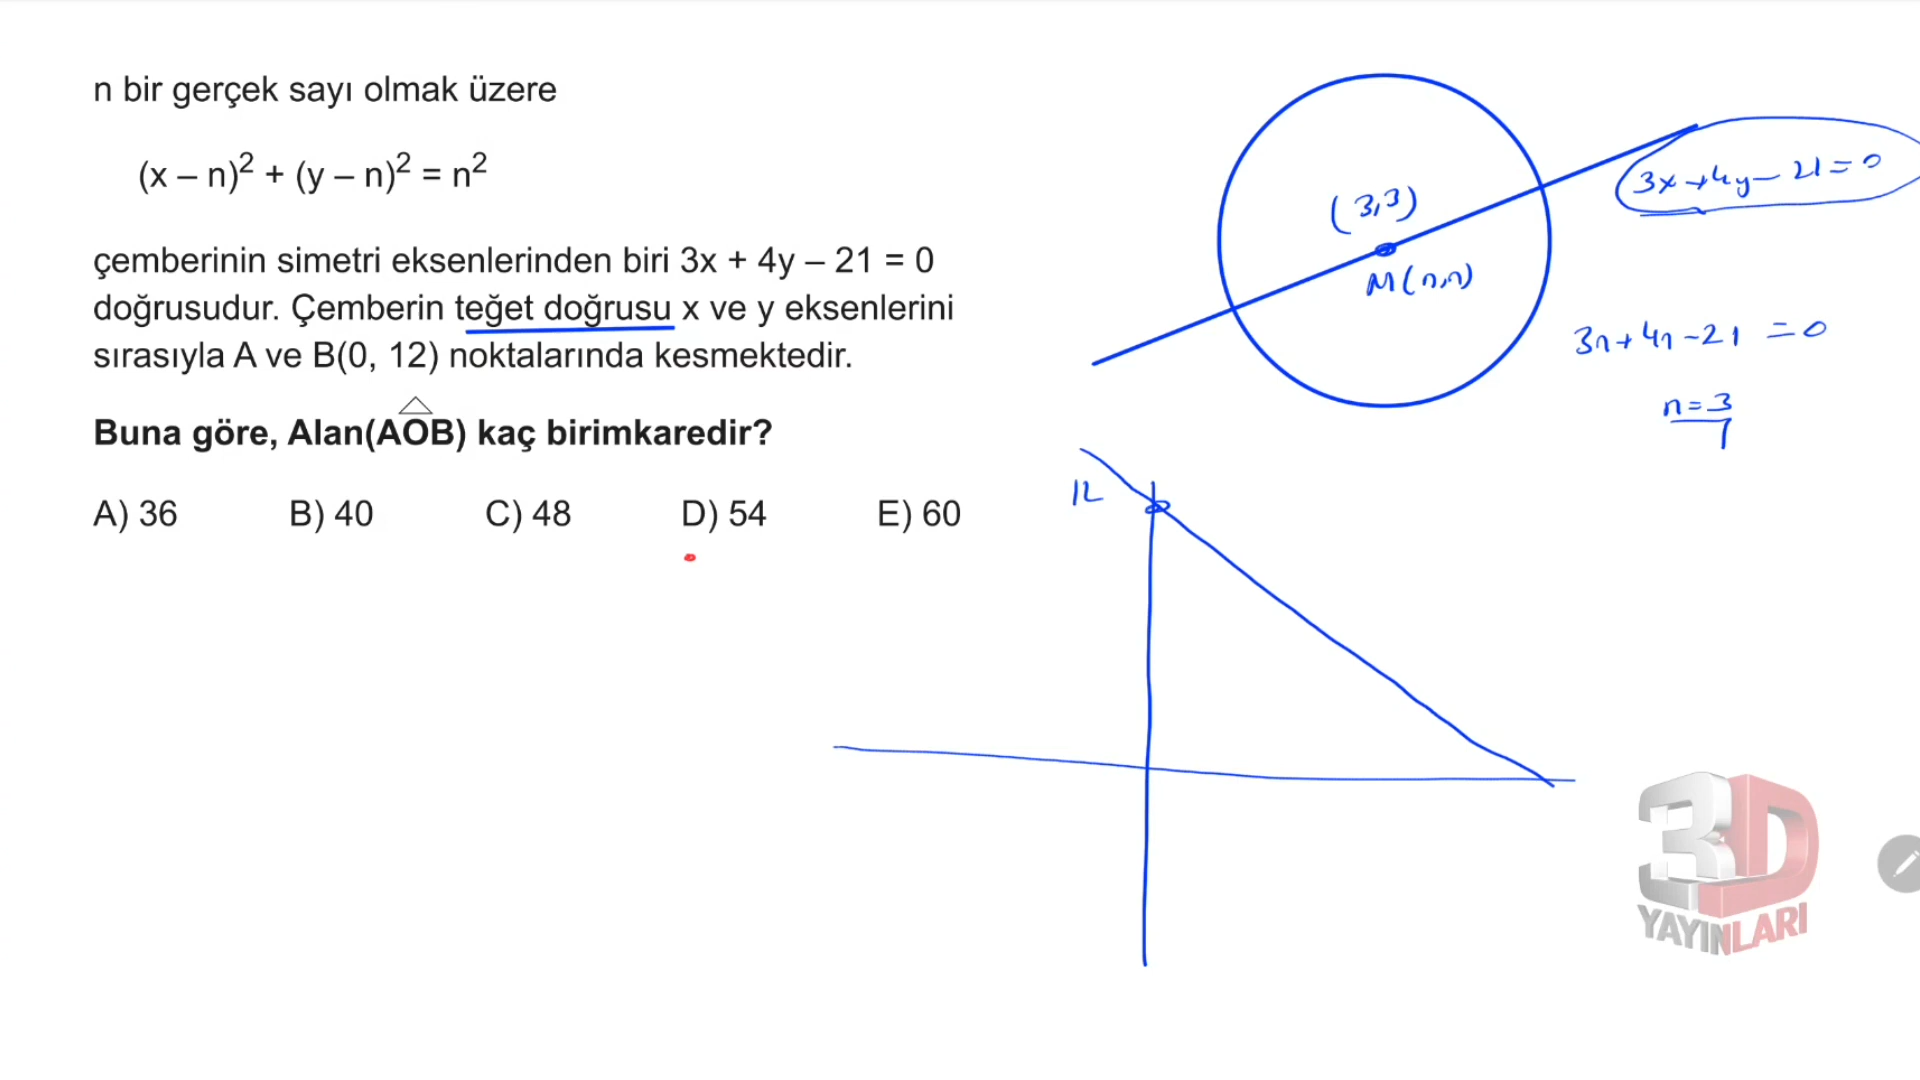 n bir gerçek sayı olmak üzere
(x – n)² + (y – n)² = n²
çemberinin simetri eksenlerinden biri 3x + 4y – 21 = 0
doğrusudur. Çemberin teğet doğrusu x ve y eksenlerini
sırasıyla A ve B(0, 12) noktalarında kesmektedir.
Buna göre, Alan(AOB) kaç birimkaredir?
A) 36 B) 40 C) 48 D) 54 E) 60
(3,3)
M(n,n)
3x+4y-21=0
3n+4n-21=0
n=3
12
3D
YAYINLARI